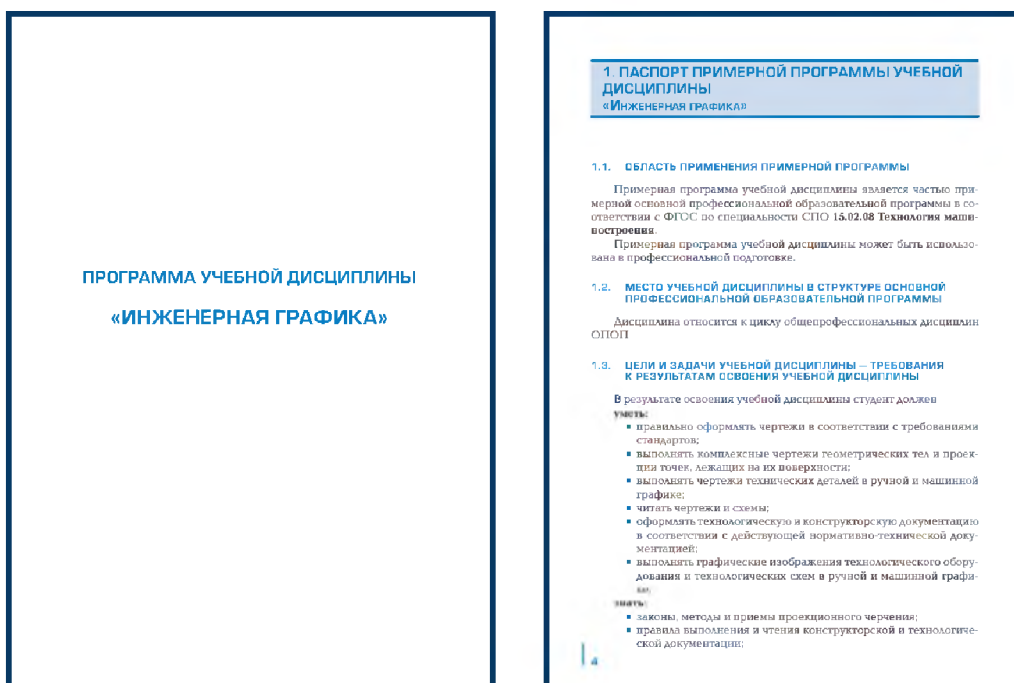 ПРОГРАММА УЧЕБНОЙ ДИСЦИПЛИНЫ
«ИНЖЕНЕРНАЯ ГРАФИКА»
1. ПАСПОРТ ПРИМЕРНОЙ ПРОГРАММЫ УЧЕБНОЙ
ДИСЦИПЛИНЫ
«ИНЖЕНЕРНАЯ ГРАФИКА»
1.1. ОБЛАСТЬ ПРИМЕНЕНИЯ ПРИМЕРНОЙ ПРОГРАММЫ
Примерная программа учебной дисциплины является частью при-
мерной основной профессиональной образовательной программы в со-
ответствии с ФГОС по специальности СПО 15.02.08 Технология маши-
ностроения.
Примерная программа учебной дисциплины может быть использо-
вана в профессиональной подготовке.
1.2. МЕСТО УЧЕБНОЙ ДИСЦИПЛИНЫ В СТРУКТУРЕ ОСНОВНОЙ
ПРОФЕССИОНАЛЬНОЙ ОБРАЗОВАТЕЛЬНОЙ ПРОГРАММЫ
Дисциплина относится к циклу общепрофессиональных дисциплин
ОПОП
1.3. ЦЕЛИ И ЗАДАЧИ УЧЕБНОЙ ДИСЦИПЛИНЫ — ТРЕБОВАНИЯ
К РЕЗУЛЬТАТАМ ОСВОЕНИЯ УЧЕБНОЙ ДИСЦИПЛИНЫ
В результате освоения учебной дисциплины студент должен
уметь:
▪ правильно оформлять чертежи в соответствии с требованиями
стандартов;
▪ выполнять комплексные чертежи геометрических тел и проек-
ции точек, лежащих на их поверхности;
▪ выполнять чертежи технических деталей в ручной и машинной
графике;
▪ читать чертежи и схемы;
▪ оформлять технологическую и конструкторскую документацию
в соответствии с действующей нормативно-технической доку-
ментацией;
▪ выполнять графические изображения технологического обору-
дования и технологических схем в ручной и машинной графи-
ке;
знать:
▪ законы, методы и приемы проекционного черчения;
▪ правила выполнения и чтения конструкторской и технологиче-
ской документации;
4